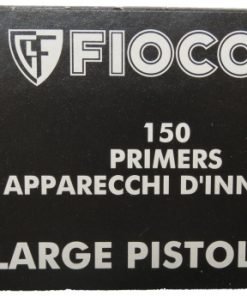 FIOCC
150
PRIMERS
APPARECCHI D'INN
LARGE PISTOL